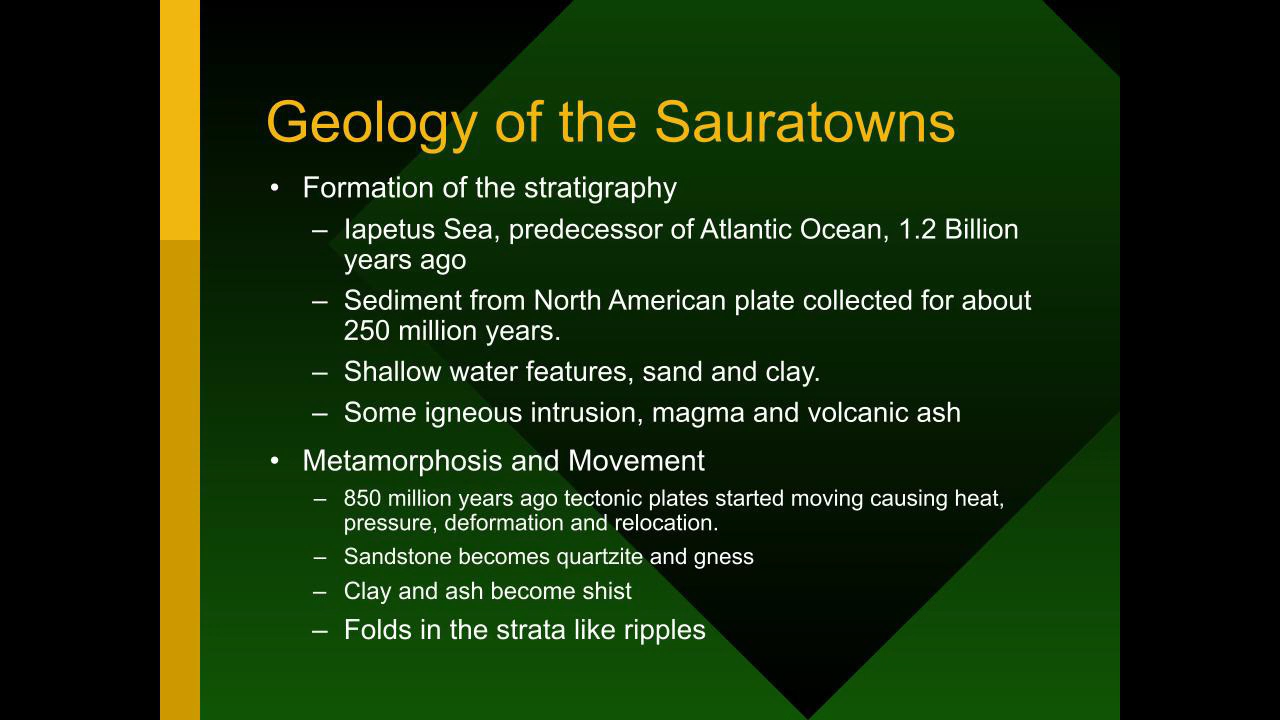 Geology of the Sauratowns
• Formation of the stratigraphy
– Iapetus Sea, predecessor of Atlantic Ocean, 1.2 Billion
years ago
– Sediment from North American plate collected for about
250 million years.
– Shallow water features, sand and clay.
– Some igneous intrusion, magma and volcanic ash
• Metamorphosis and Movement
– 850 million years ago tectonic plates started moving causing heat,
pressure, deformation and relocation.
– Sandstone becomes quartzite and gness
– Clay and ash become shist
– Folds in the strata like ripples